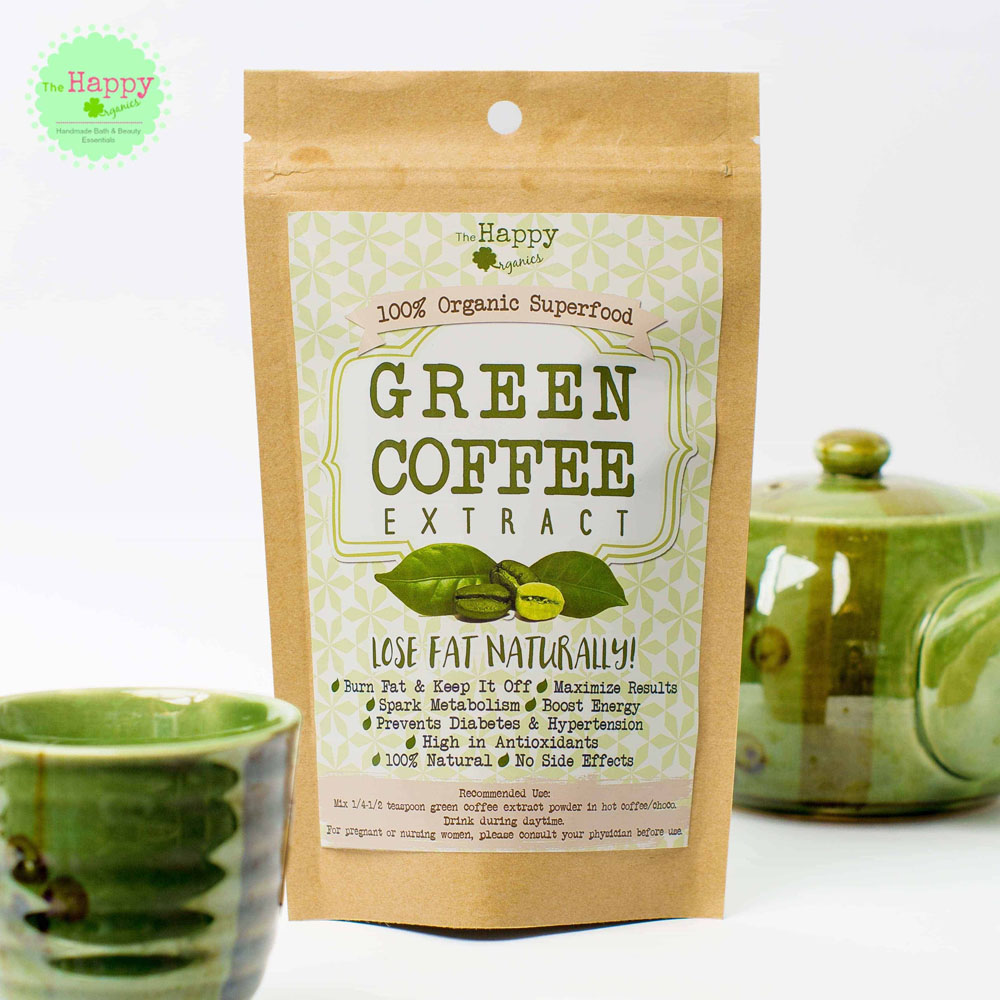 The Happy
Organics
Handmade Bath & Beauty
Essentials
The Happy
Organics
100% Organic Superfood
GREEN
COFFEE
EXTRACT
LOSE FAT NATURALLY!
Burn Fat & Keep It Off Maximize Results
Spark Metabolism Boost Energy
Prevents Diabetes & Hypertension
High in Antioxidants
100% Natural No Side Effects
Recommended Use:
Mix 1/4-1/2 teaspoon green coffee extract powder in hot coffee/choco.
Drink during daytime.
For pregnant or nursing women, please consult your physician before use.